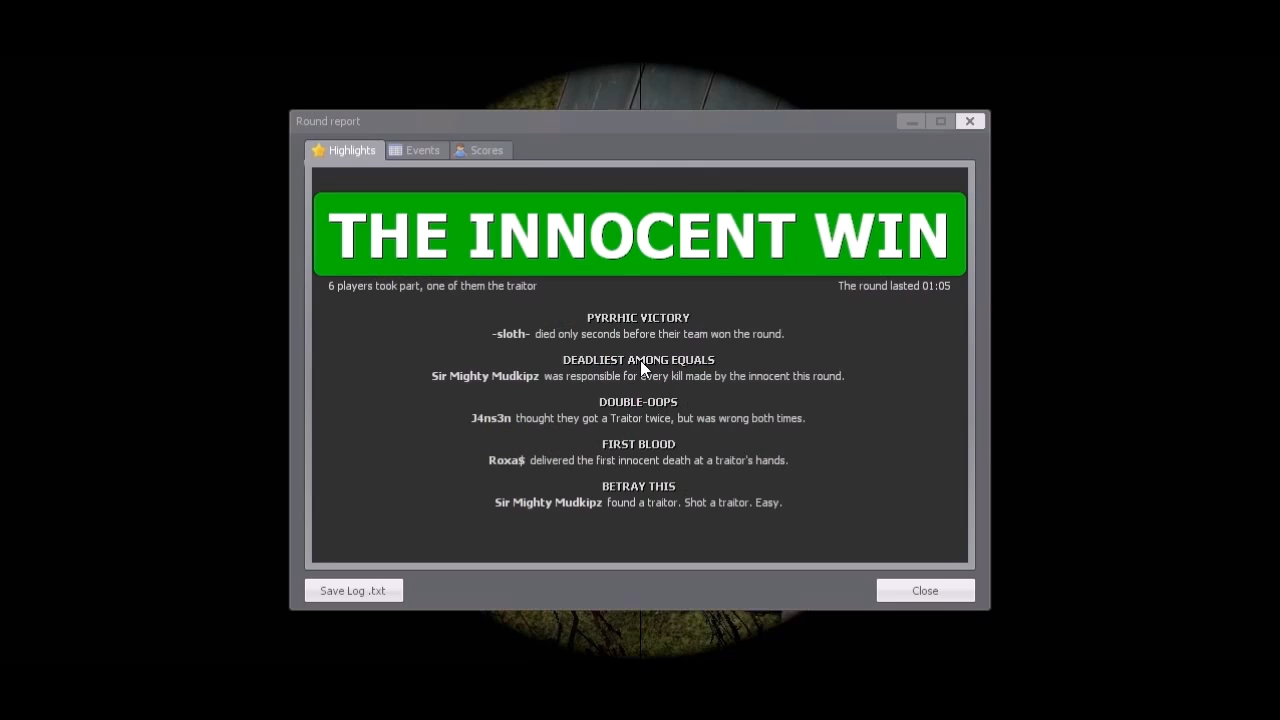 Round report
Highlights Events Scores
THE INNOCENT WIN
6 players took part, one of them the traitor The round lasted 01:05
PYRRHIC VICTORY
-sloth- died only seconds before their team won the round.
DEADLIEST AMONG EQUALS
Sir Mighty Mudkipz was responsible for every kill made by the innocent this round.
DOUBLE-OOPS
J4ns3n thought they got a Traitor twice, but was wrong both times.
FIRST BLOOD
Roxa$ delivered the first innocent death at a traitor's hands.
BETRAY THIS
Sir Mighty Mudkipz found a traitor. Shot a traitor. Easy.
Save Log .txt Close